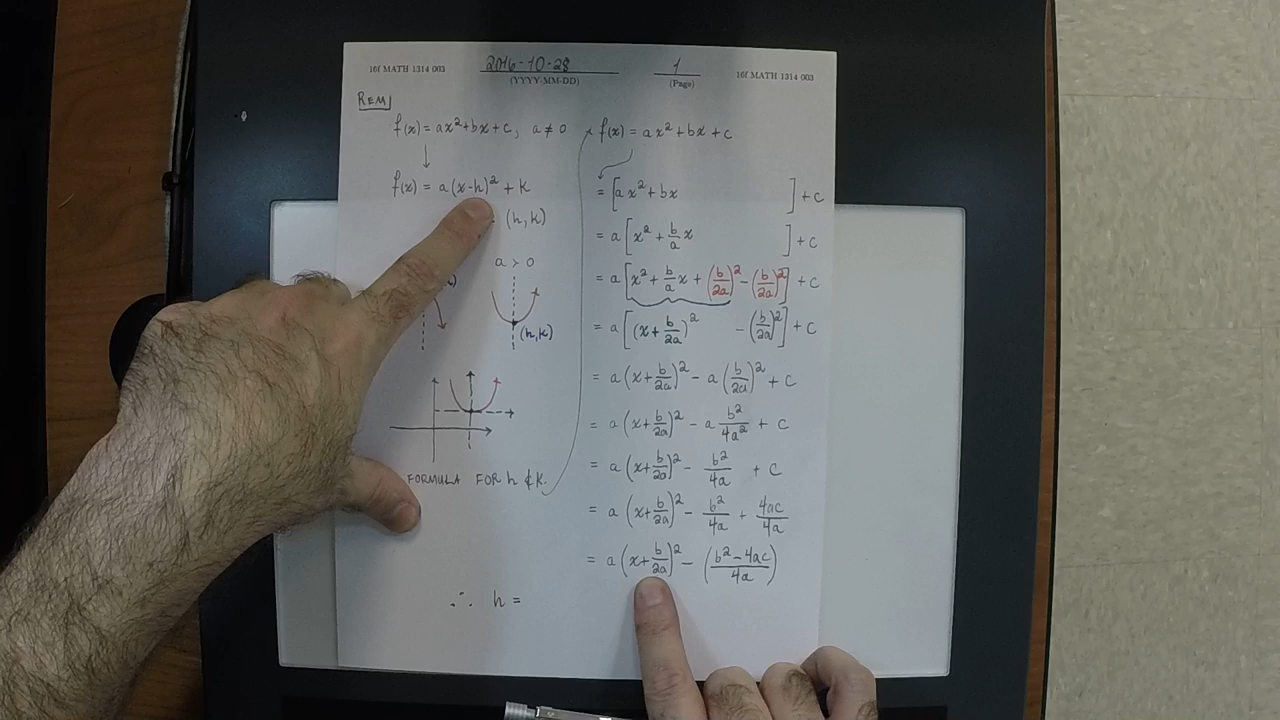 16f MATH 1314 003
2016-10-28
(YYYY-MM-DD)
1
(Page)
16f MATH 1314 003
REM
f(x) = ax²+bx+c, a ≠ 0
↓
f(x) = a(x-h)² + k
(h,k)
a > 0
(h,k)
FORMULA FOR h & k.
f(x) = ax²+bx+c
= [ax²+bx ]+c
= a[x² + b/a x ]+c
= a[x² + b/a x + (b/2a)² - (b/2a)²] + c
= a[(x+b/2a)² - (b/2a)²] + c
= a(x+b/2a)² - a(b/2a)² + c
= a(x+b/2a)² - a b²/4a² + c
= a(x+b/2a)² - b²/4a + c
= a(x+b/2a)² - b²/4a + 4ac/4a
= a(x+b/2a)² - (b²-4ac/4a)
∴ h =